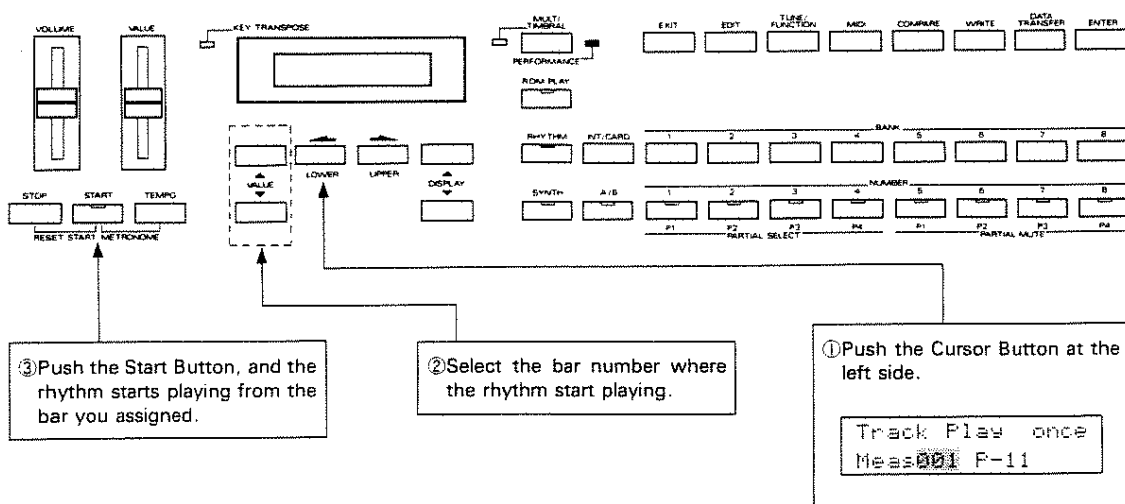 VOLUME
VALUE
KEY TRANSPOSE
MULTI/
TIMBRAL
PERFORMANCE
EXIT
EDIT
TUNE/
FUNCTION
MIDI
COMPARE
WRITE
DATA
TRANSFER
ENTER
ROM PLAY
RHYTHM
INT/CARD
BANK
1 2 3 4 5 6 7 8
VALUE
LOWER
UPPER
DISPLAY
SYNTH
A/B
NUMBER
1 2 3 4 5 6 7 8
P1 P2 P3 P4 P1 P2 P3 P4
PARTIAL SELECT
PARTIAL MUTE
STOP
START
TEMPO
RESET START METRONOME
③Push the Start Button, and the
rhythm starts playing from the
bar you assigned.
②Select the bar number where
the rhythm start playing.
①Push the Cursor Button at the
left side.
Track Play once
Meas001 P-11